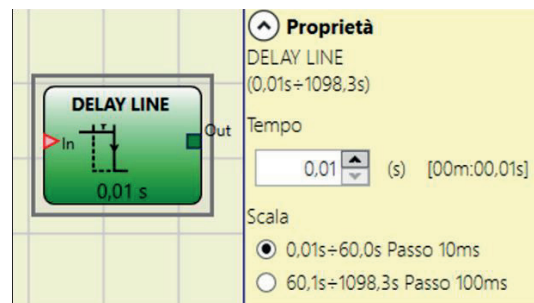 DELAY LINE
In
Out
0,01 s
Proprietà
DELAY LINE
(0,01s÷1098,3s)
Tempo
0,01 (s) [00m:00,01s]
Scala
0,01s÷60,0s Passo 10ms
60,1s÷1098,3s Passo 100ms